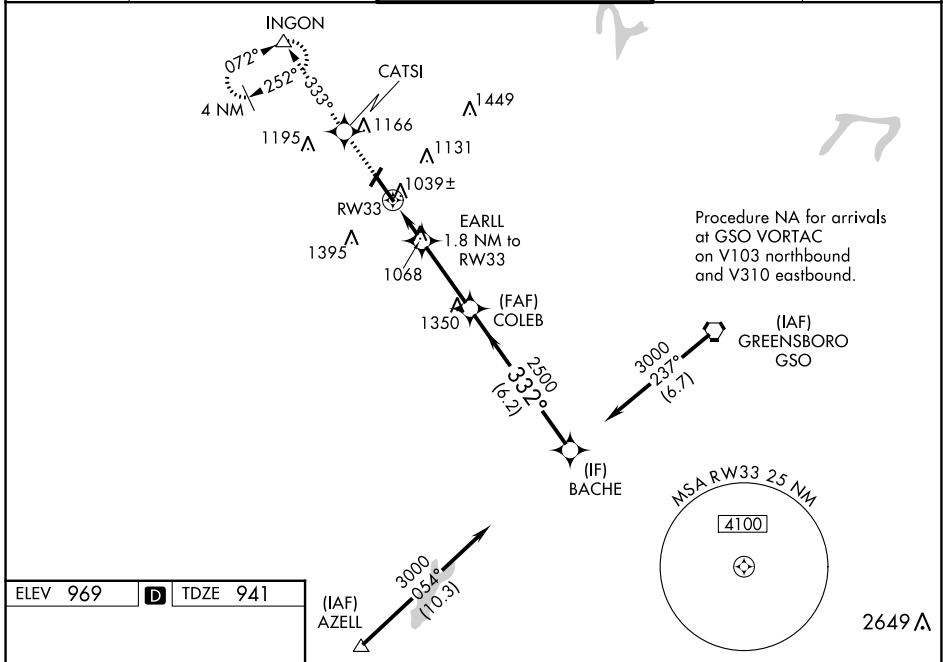 INGON
072°
252°
333°
4 NM
CATSI
1449
1166
1195
1131
1039±
RW33
EARLL
1.8 NM to
RW33
1395
1068
Procedure NA for arrivals
at GSO VORTAC
on V103 northbound
and V310 eastbound.
(FAF)
COLEB
1350
(IAF)
GREENSBORO
GSO
3000
237°
(6.7)
2500
332°
(6.2)
(IF)
BACHE
MSA RW33 25 NM
4100
3000
054°
(10.3)
(IAF)
AZELL
2649
ELEV 969
D
TDZE 941